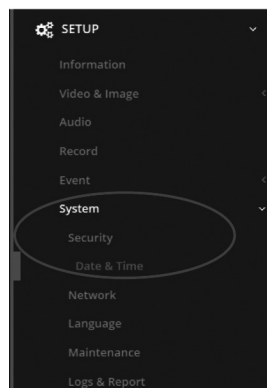 SETUP
Information
Video & Image
Audio
Record
Event
System
Security
Date & Time
Network
Language
Maintenance
Logs & Report